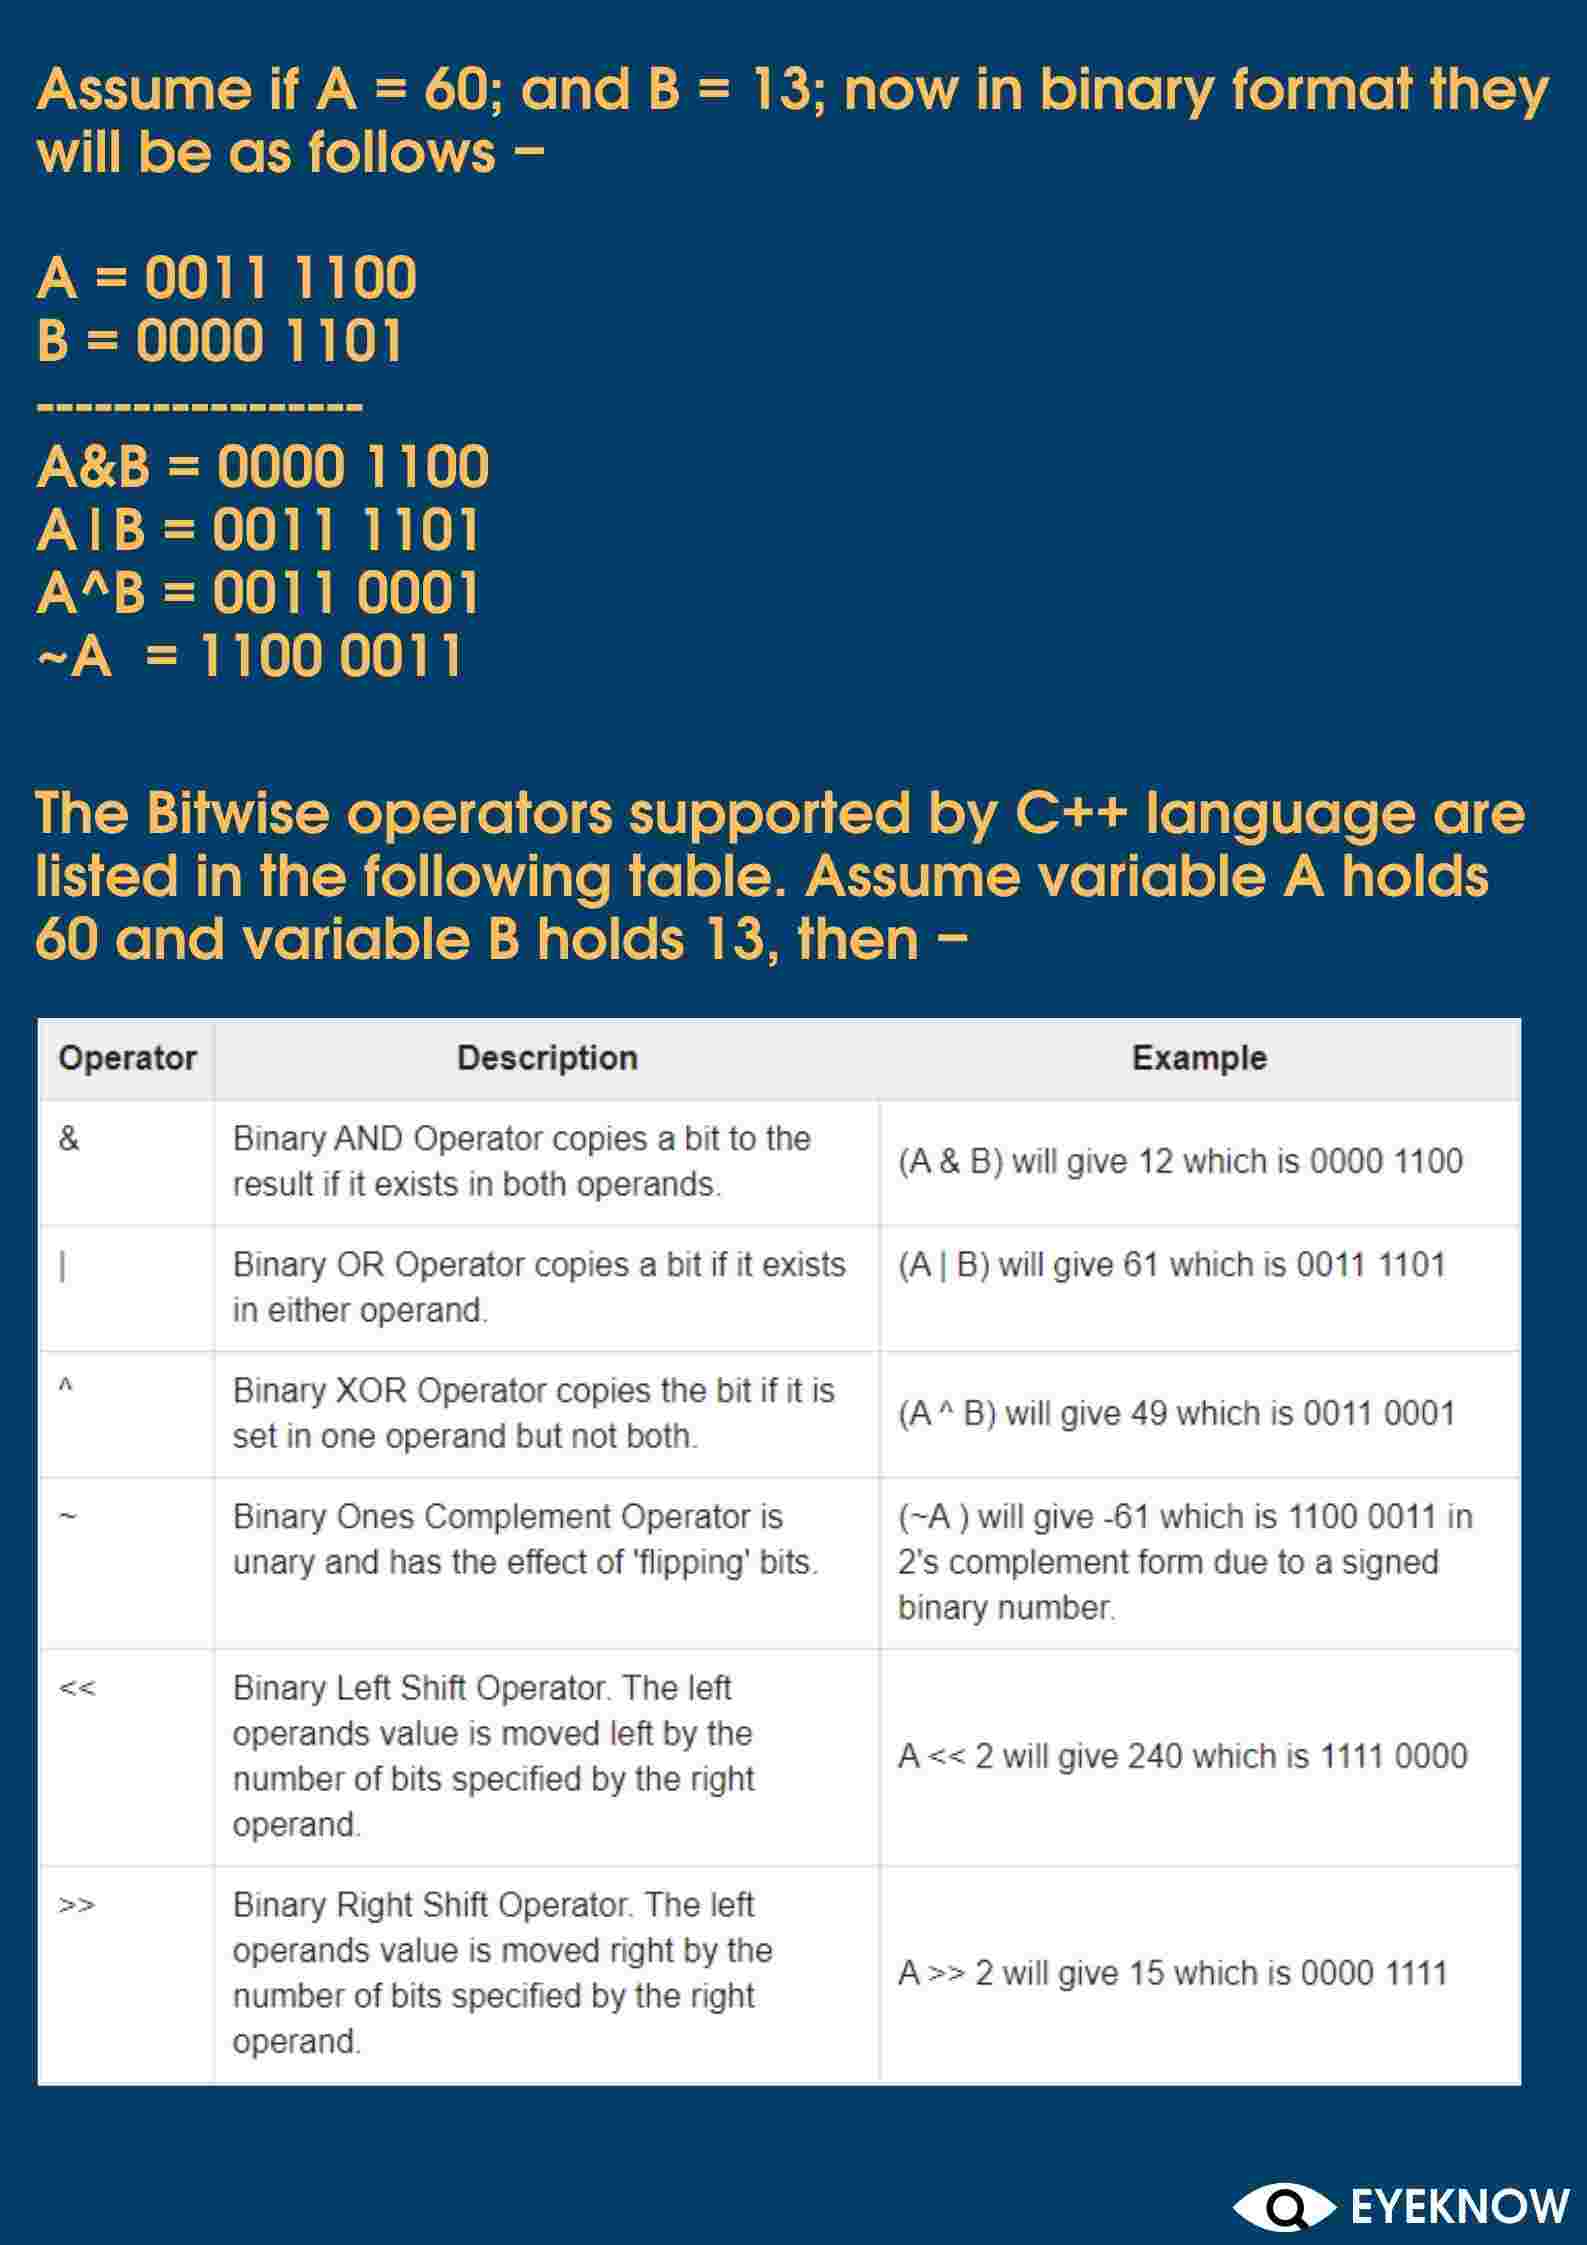 Assume if A = 60; and B = 13; now in binary format they
will be as follows –
A = 0011 1100
B = 0000 1101
-----------------
A&B = 0000 1100
A|B = 0011 1101
A^B = 0011 0001
~A = 1100 0011
The Bitwise operators supported by C++ language are
listed in the following table. Assume variable A holds
60 and variable B holds 13, then –
Operator Description Example
&
Binary AND Operator copies a bit to the
result if it exists in both operands.
(A & B) will give 12 which is 0000 1100
|
Binary OR Operator copies a bit if it exists
in either operand.
(A | B) will give 61 which is 0011 1101
^
Binary XOR Operator copies the bit if it is
set in one operand but not both.
(A ^ B) will give 49 which is 0011 0001
~
Binary Ones Complement Operator is
unary and has the effect of 'flipping' bits.
(~A ) will give -61 which is 1100 0011 in
2's complement form due to a signed
binary number.
<<
Binary Left Shift Operator. The left
operands value is moved left by the
number of bits specified by the right
operand.
A << 2 will give 240 which is 1111 0000
>>
Binary Right Shift Operator. The left
operands value is moved right by the
number of bits specified by the right
operand.
A >> 2 will give 15 which is 0000 1111
EYEKNOW